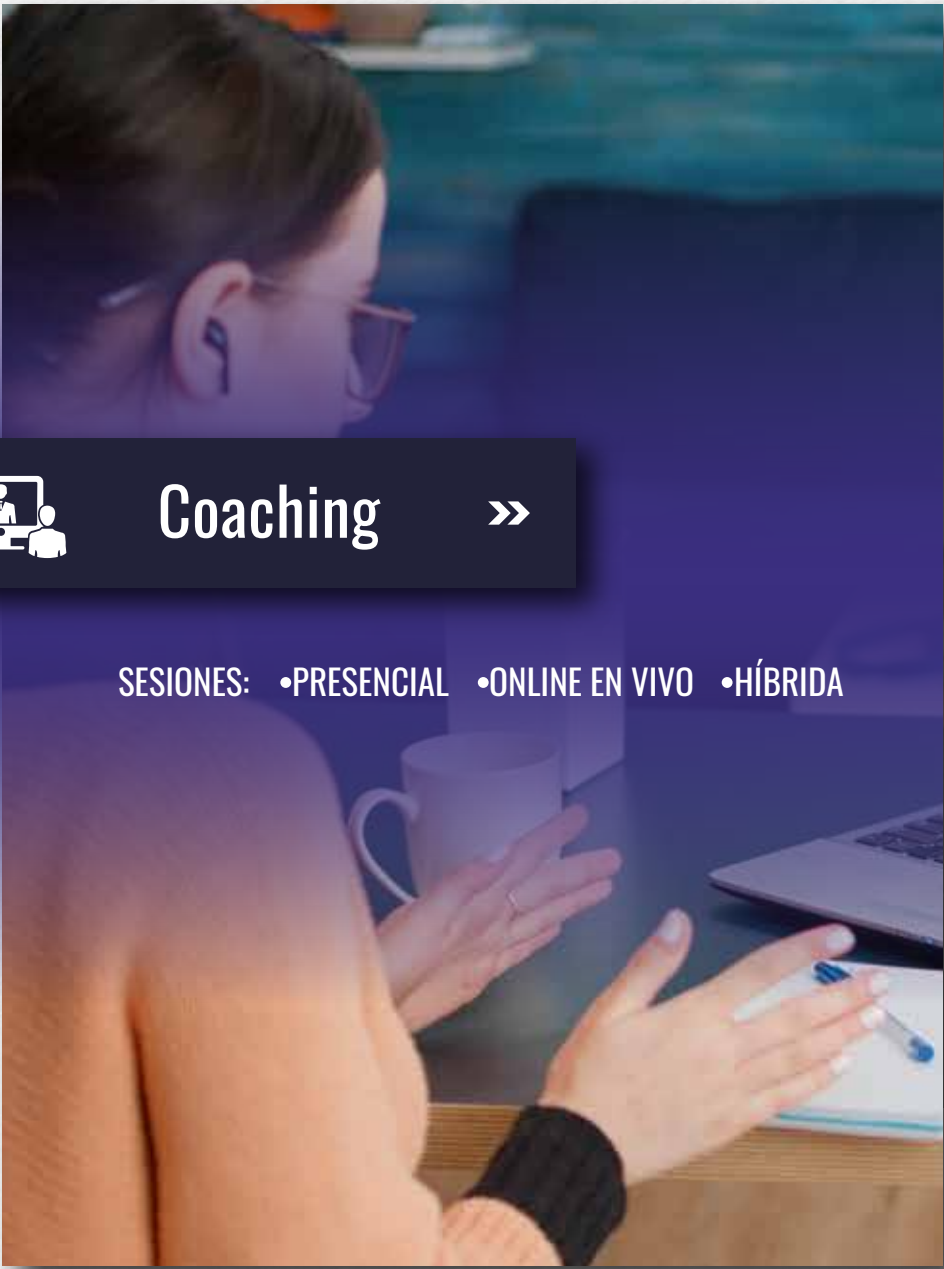 Coaching »
SESIONES: •PRESENCIAL •ONLINE EN VIVO •HÍBRIDA